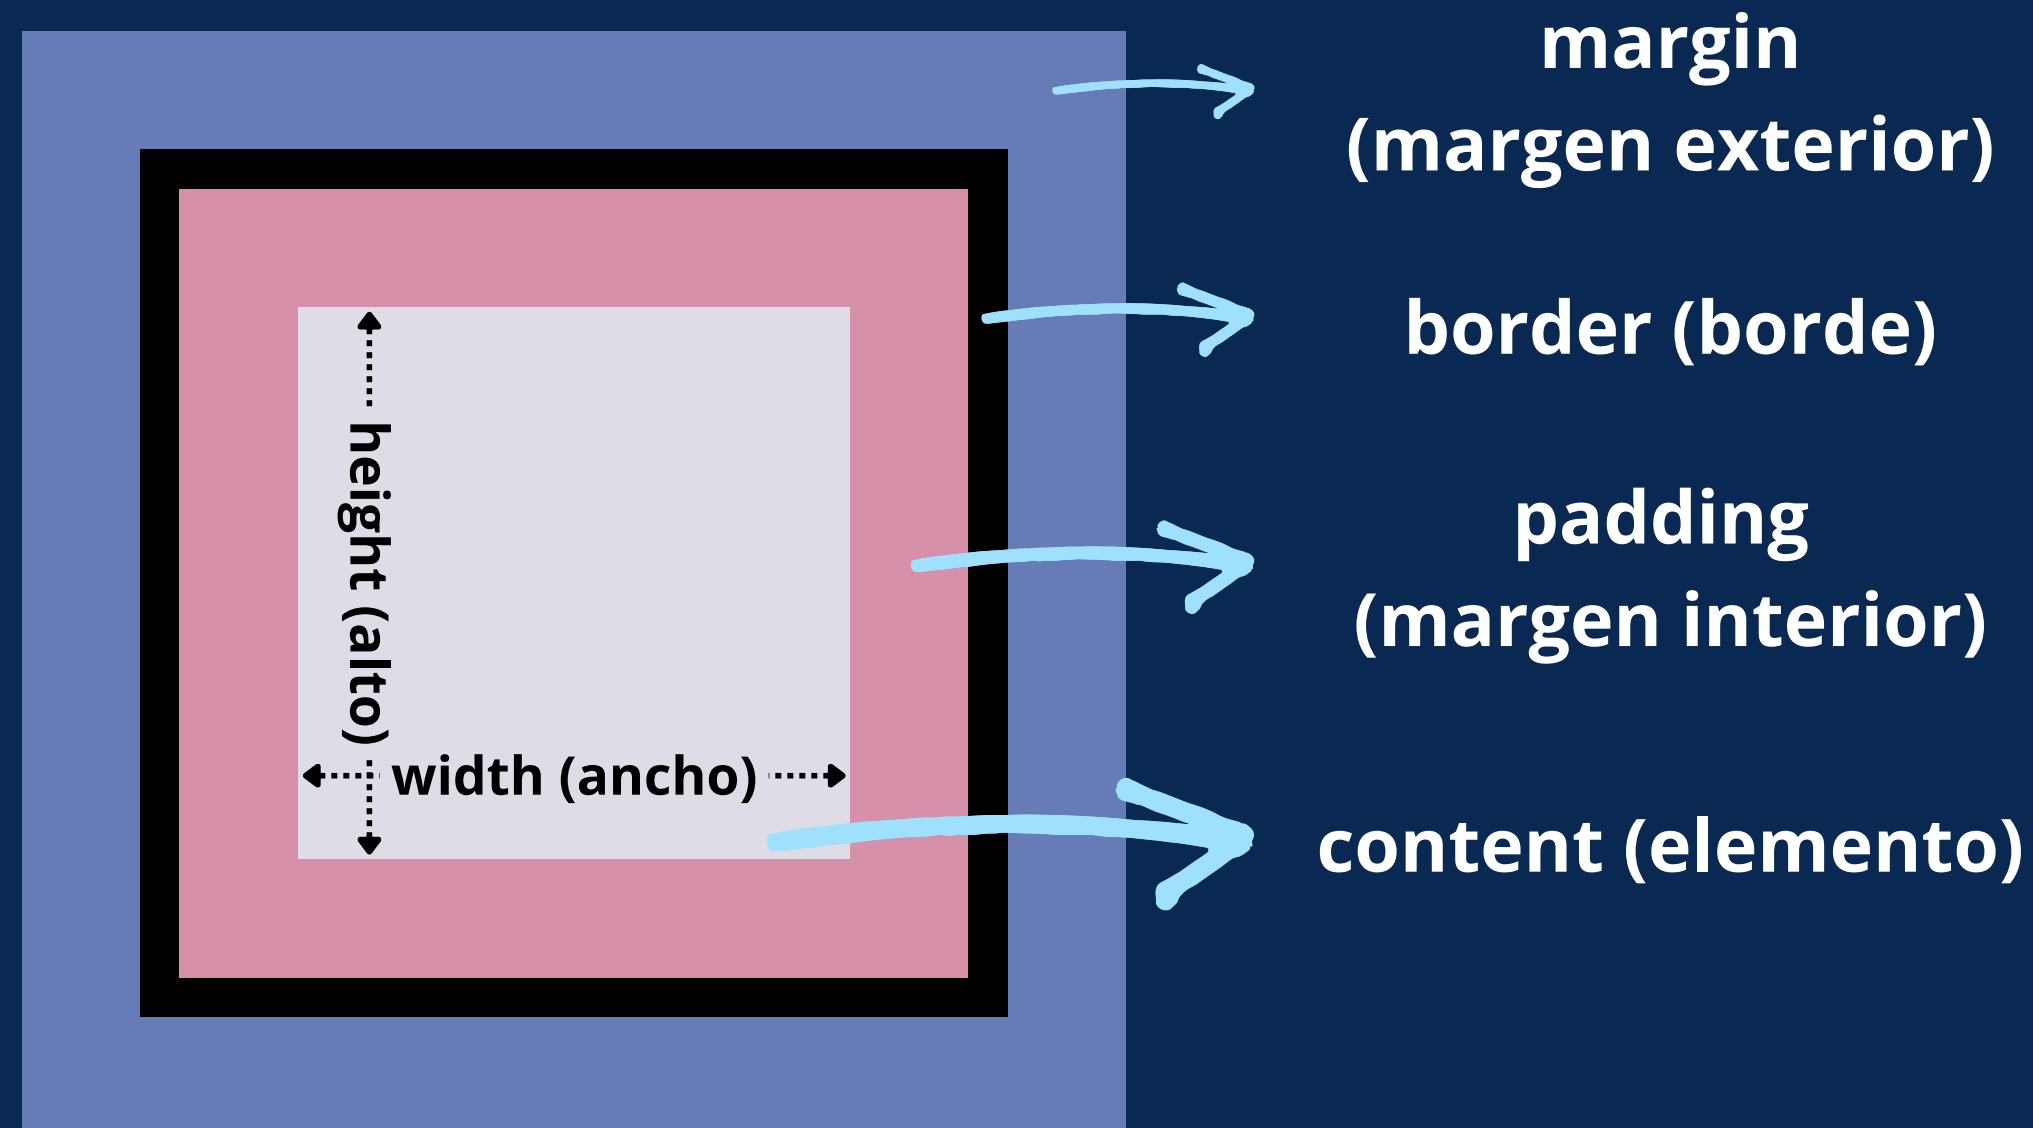 margin
(margen exterior)
border (borde)
padding
(margen interior)
content (elemento)
height (alto)
width (ancho)